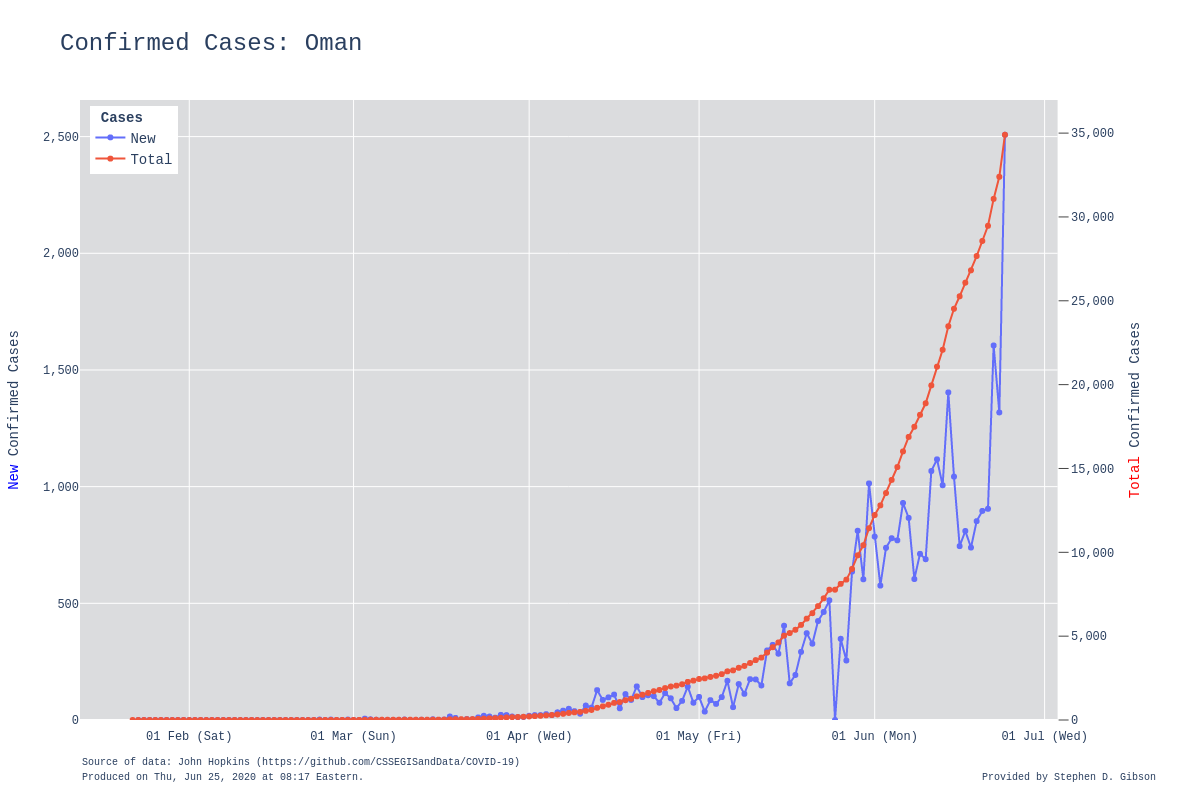 Confirmed Cases: Oman
Cases
New
Total
2,500
2,000
1,500
1,000
500
0
35,000
30,000
25,000
20,000
15,000
10,000
5,000
0
New Confirmed Cases
Total Confirmed Cases
01 Feb (Sat)
01 Mar (Sun)
01 Apr (Wed)
01 May (Fri)
01 Jun (Mon)
01 Jul (Wed)
Source of data: John Hopkins (https://github.com/CSSEGISandData/COVID-19)
Produced on Thu, Jun 25, 2020 at 08:17 Eastern.
Provided by Stephen D. Gibson